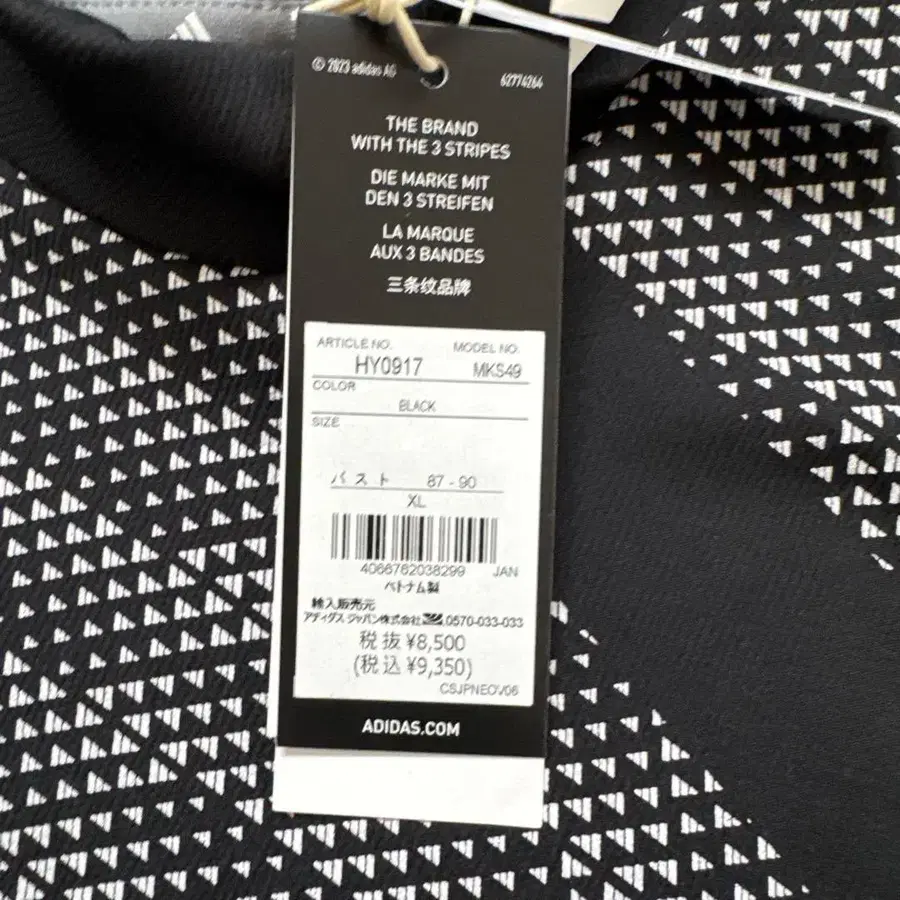 © 2023 adidas AG 62774264
THE BRAND
WITH THE 3 STRIPES
DIE MARKE MIT
DEN 3 STREIFEN
LA MARQUE
AUX 3 BANDES
三条纹品牌
ARTICLE NO. MODEL NO.
HY0917 MKS49
COLOR
BLACK
SIZE
バスト 87 - 90
XL
4066762038299 JAN
ベトナム製
輸入販売元
アディダス ジャパン株式会社 0570-033-033
税抜 ¥8,500
(税込 ¥9,350)
CSJPNEOV06
ADIDAS.COM